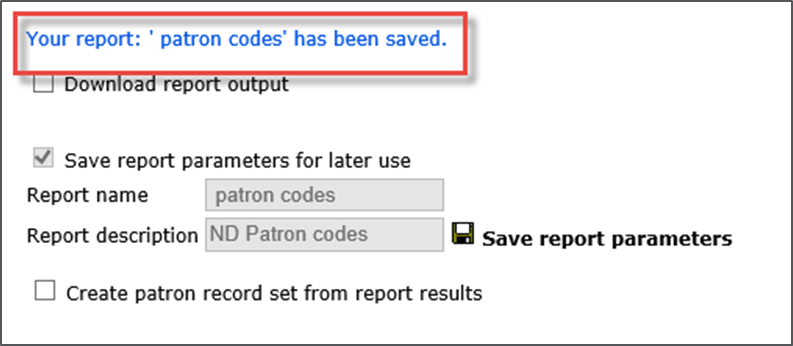 Your report: ' patron codes' has been saved.
Download report output
Save report parameters for later use
Report name patron codes
Report description ND Patron codes Save report parameters
Create patron record set from report results